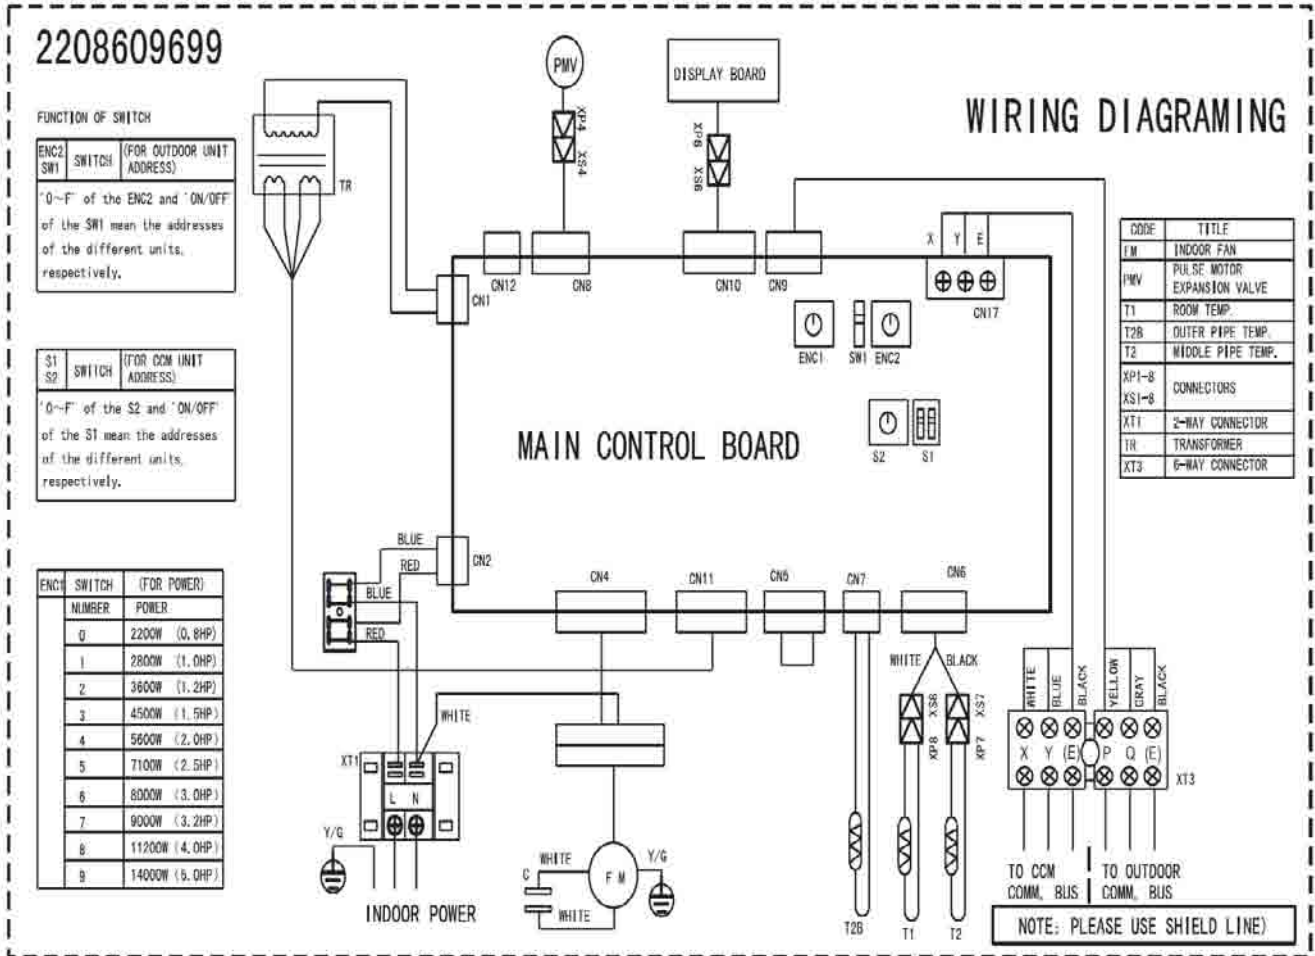 2208609699
WIRING DIAGRAMING
FUNCTION OF SWITCH
ENC2
SW1
SWITCH
(FOR OUTDOOR UNIT
ADDRESS)
"0~F" of the ENC2 and "ON/OFF"
of the SW1 mean the addresses
of the different units,
respectively.
S1
S2
SWITCH
(FOR CCM UNIT
ADDRESS)
"0~F" of the S2 and "ON/OFF"
of the S1 mean the addresses
of the different units,
respectively.
ENC1 SWITCH (FOR POWER)
NUMBER POWER
0 2200W (0.8HP)
1 2800W (1.0HP)
2 3600W (1.2HP)
3 4500W (1.5HP)
4 5600W (2.0HP)
5 7100W (2.5HP)
6 8000W (3.0HP)
7 9000W (3.2HP)
8 11200W (4.0HP)
9 14000W (5.0HP)
TR
PMV
XP4
XS4
DISPLAY BOARD
XP6
XS6
CN12
CN8
CN10
CN9
X Y E
CN17
CN1
ENC1
SW1
ENC2
S2
S1
MAIN CONTROL BOARD
CN2
BLUE
RED
BLUE
RED
CN4
CN11
CN5
CN7
CN6
WHITE
XT1
L N
Y/G
INDOOR POWER
C
WHITE
WHITE
FM
Y/G
WHITE
BLACK
XS8
XP8
XS7
XP7
T2B
T1
T2
CODE TITLE
FM INDOOR FAN
PMV PULSE MOTOR
EXPANSION VALVE
T1 ROOM TEMP.
T2B OUTER PIPE TEMP.
T2 MIDDLE PIPE TEMP.
XP1-8
XS1-8
CONNECTORS
XT1 2-WAY CONNECTOR
TR TRANSFORMER
XT3 6-WAY CONNECTOR
WHITE
BLUE
BLACK
YELLOW
GRAY
BLACK
X Y (E) P Q (E)
XT3
TO CCM
COMM. BUS
TO OUTDOOR
COMM. BUS
NOTE: PLEASE USE SHIELD LINE)